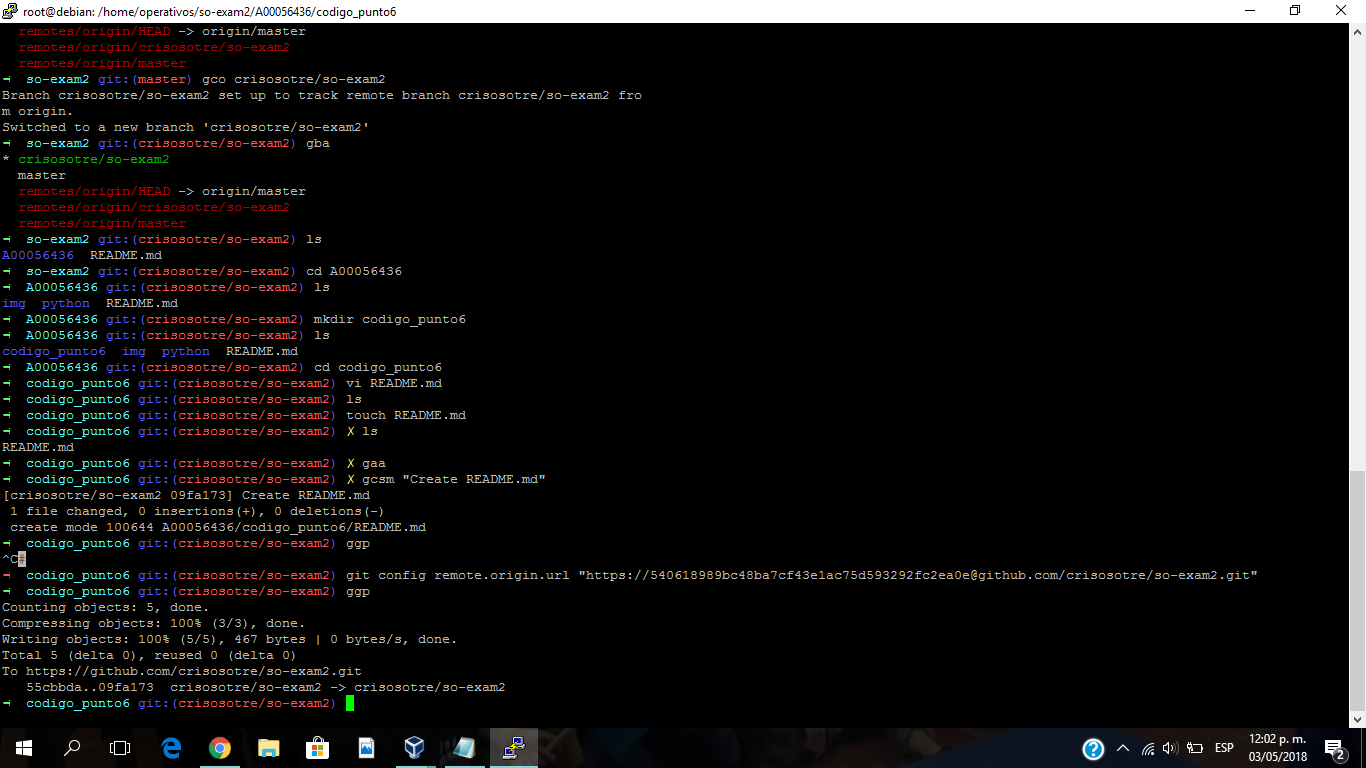 root@debian: /home/operativos/so-exam2/A00056436/codigo_punto6
remotes/origin/HEAD -> origin/master
remotes/origin/crisosotre/so-exam2
remotes/origin/master
so-exam2 git:(master) gco crisosotre/so-exam2
Branch crisosotre/so-exam2 set up to track remote branch crisosotre/so-exam2 fro
m origin.
Switched to a new branch 'crisosotre/so-exam2'
so-exam2 git:(crisosotre/so-exam2) gba
* crisosotre/so-exam2
master
remotes/origin/HEAD -> origin/master
remotes/origin/crisosotre/so-exam2
remotes/origin/master
so-exam2 git:(crisosotre/so-exam2) ls
A00056436 README.md
so-exam2 git:(crisosotre/so-exam2) cd A00056436
A00056436 git:(crisosotre/so-exam2) ls
img python README.md
A00056436 git:(crisosotre/so-exam2) mkdir codigo_punto6
A00056436 git:(crisosotre/so-exam2) ls
codigo_punto6 img python README.md
A00056436 git:(crisosotre/so-exam2) cd codigo_punto6
codigo_punto6 git:(crisosotre/so-exam2) vi README.md
codigo_punto6 git:(crisosotre/so-exam2) ls
codigo_punto6 git:(crisosotre/so-exam2) touch README.md
codigo_punto6 git:(crisosotre/so-exam2) ✗ ls
README.md
codigo_punto6 git:(crisosotre/so-exam2) ✗ gaa
codigo_punto6 git:(crisosotre/so-exam2) ✗ gcsm "Create README.md"
[crisosotre/so-exam2 09fa173] Create README.md
1 file changed, 0 insertions(+), 0 deletions(-)
create mode 100644 A00056436/codigo_punto6/README.md
codigo_punto6 git:(crisosotre/so-exam2) ggp
^C
codigo_punto6 git:(crisosotre/so-exam2) git config remote.origin.url "https://540618989bc48ba7cf43e1ac75d593292fc2ea0e@github.com/crisosotre/so-exam2.git"
codigo_punto6 git:(crisosotre/so-exam2) ggp
Counting objects: 5, done.
Compressing objects: 100% (3/3), done.
Writing objects: 100% (5/5), 467 bytes | 0 bytes/s, done.
Total 5 (delta 0), reused 0 (delta 0)
To https://github.com/crisosotre/so-exam2.git
55cbbda..09fa173 crisosotre/so-exam2 -> crisosotre/so-exam2
codigo_punto6 git:(crisosotre/so-exam2)
ESP
12:02 p. m.
03/05/2018
2